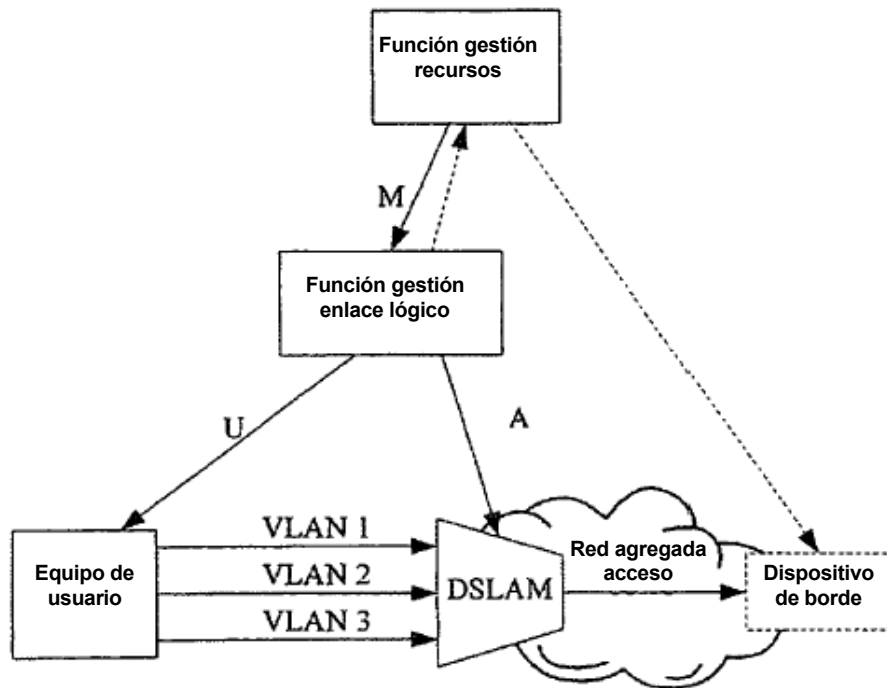 Función gestión
recursos
M
Función gestión
enlace lógico
U
A
VLAN 1
VLAN 2
VLAN 3
Equipo de
usuario
DSLAM
Red agregada
acceso
Dispositivo
de borde